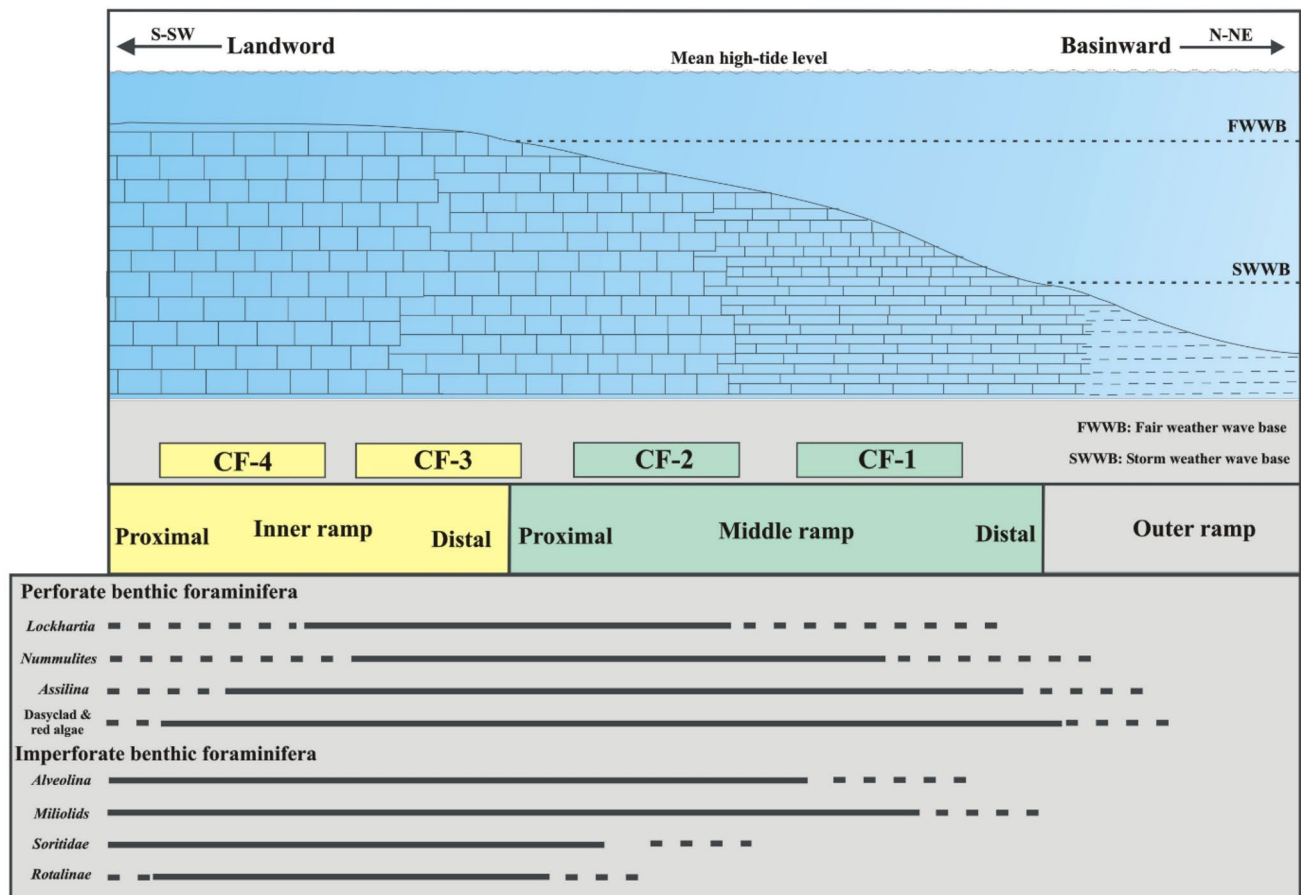 S-SW
Landword
Basinward
N-NE
Mean high-tide level
FWWB
SWWB
FWWB: Fair weather wave base
SWWB: Storm weather wave base
CF-4
CF-3
CF-2
CF-1
Proximal
Inner ramp
Distal
Proximal
Middle ramp
Distal
Outer ramp
Perforate benthic foraminifera
Lockhartia
Nummulites
Assilina
Dasyclad &
red algae
Imperforate benthic foraminifera
Alveolina
Miliolids
Soritidae
Rotalinae